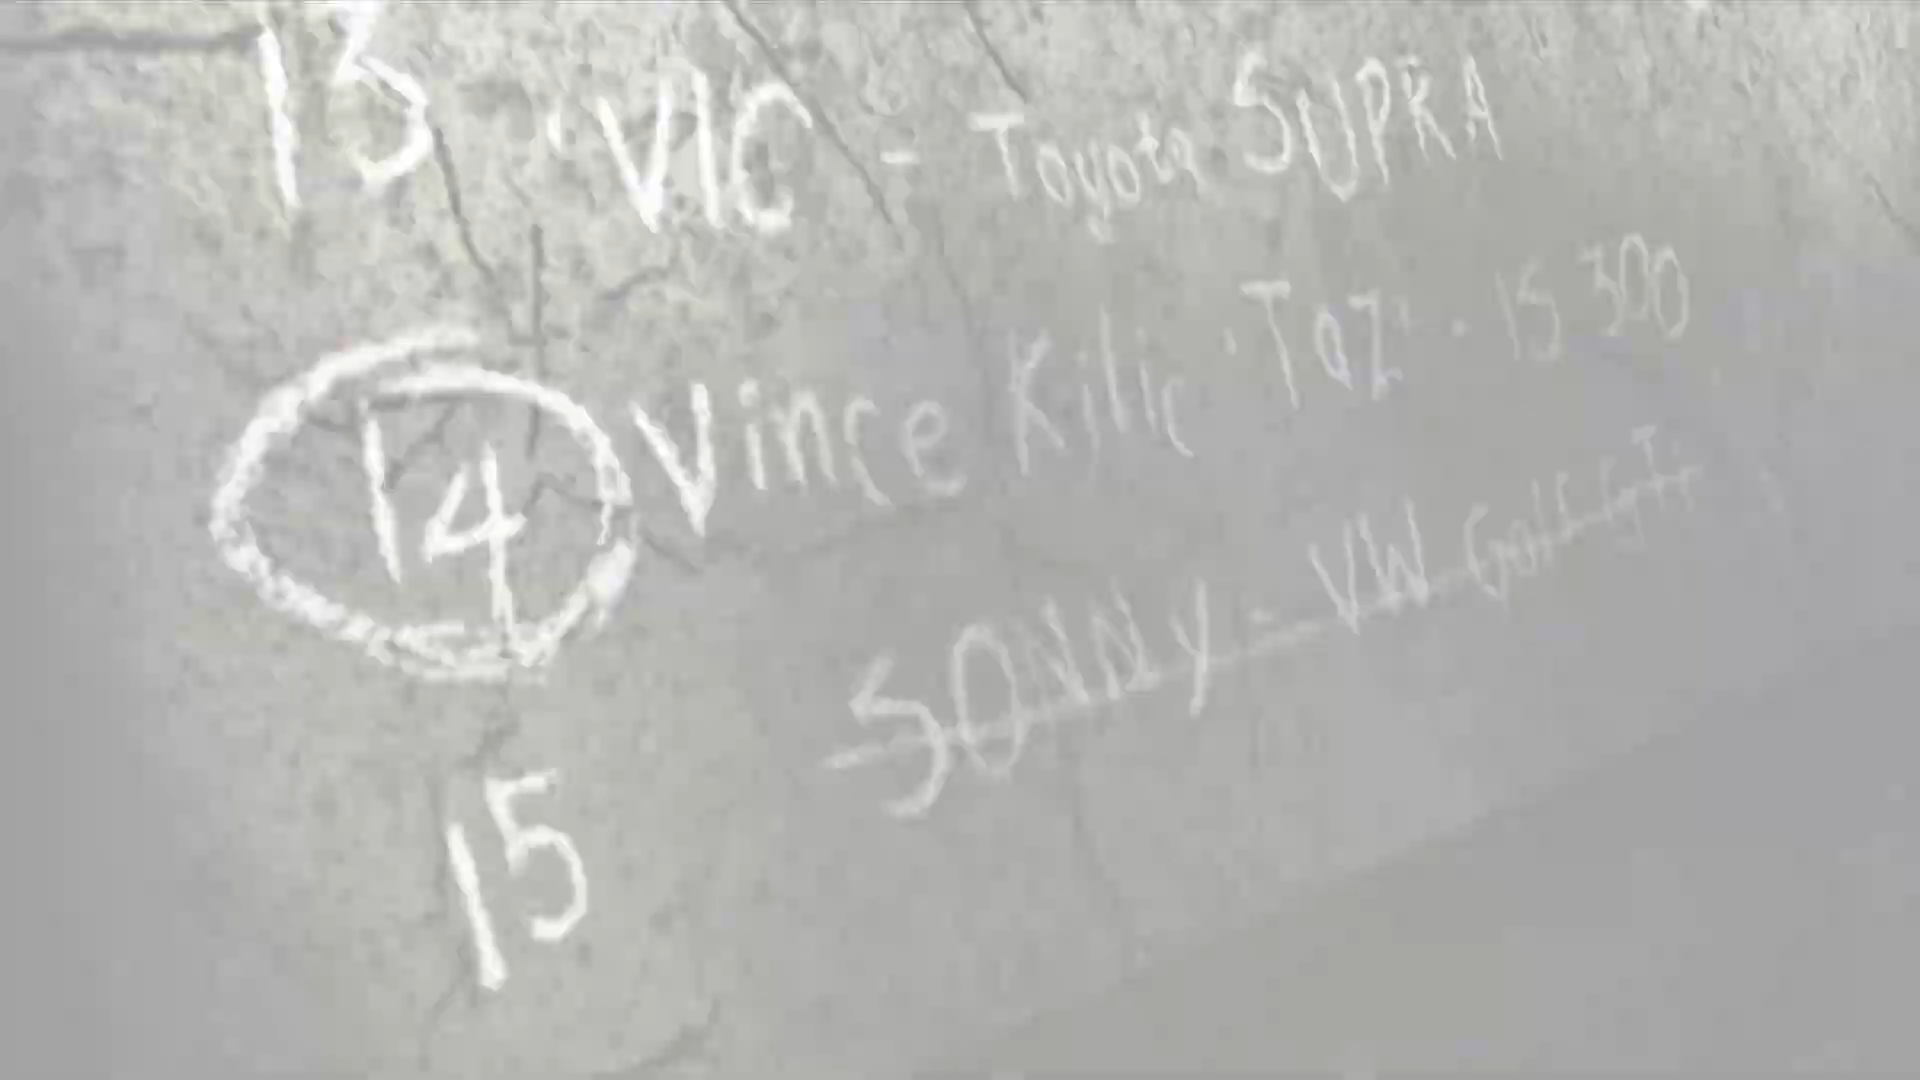 13 · VIC - Toyota SUPRA
14 Vince Kilic 'Taz' · IS 300
15 SONNY - VW Golf GTi